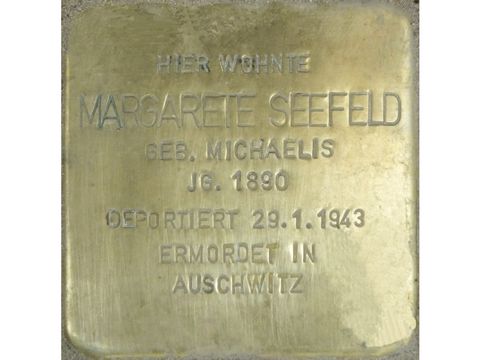 HIER WOHNTE
MARGARETE SEEFELD
GEB. MICHAELIS
JG. 1890
DEPORTIERT 29.1.1943
ERMORDET IN
AUSCHWITZ